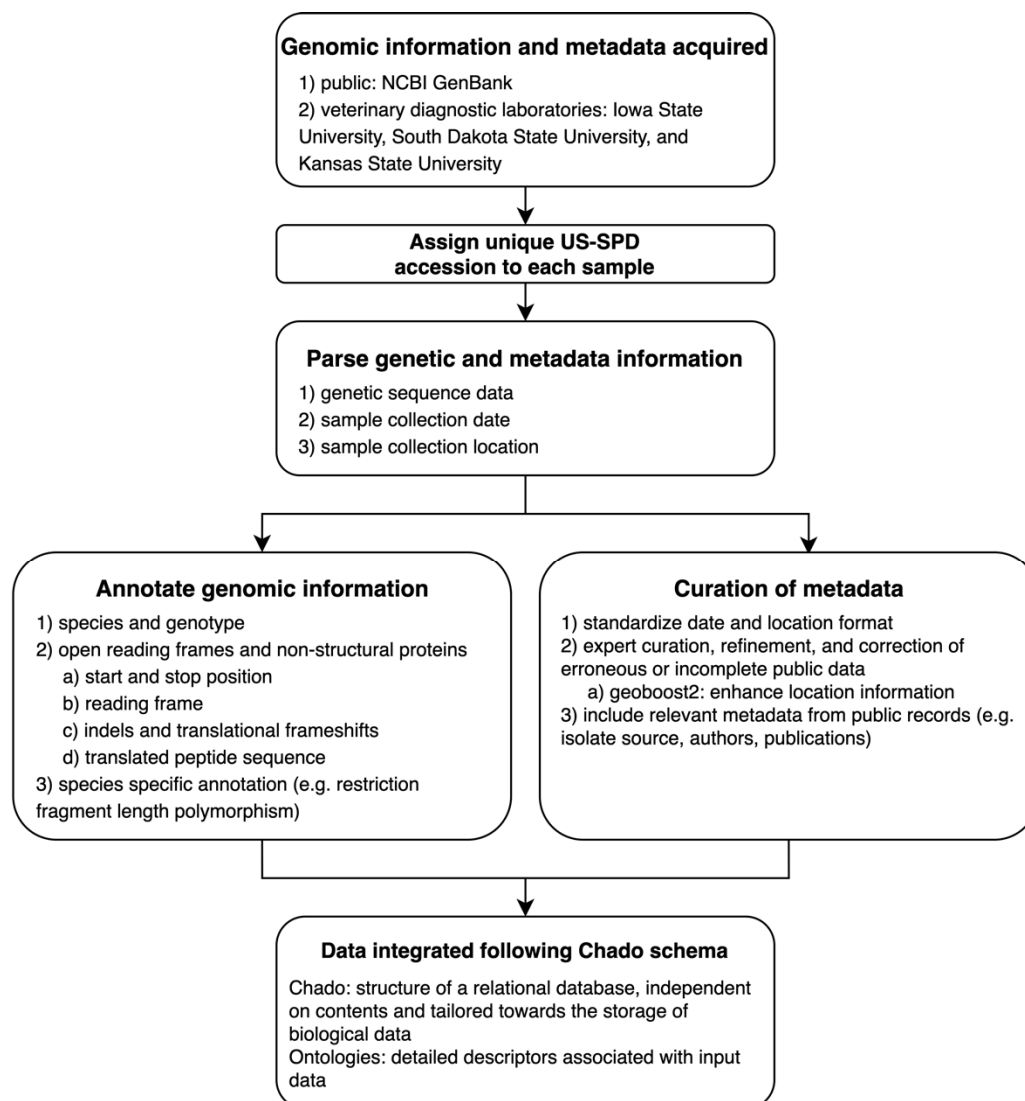 Genomic information and metadata acquired
1) public: NCBI GenBank
2) veterinary diagnostic laboratories: Iowa State
University, South Dakota State University, and
Kansas State University
Assign unique US-SPD
accession to each sample
Parse genetic and metadata information
1) genetic sequence data
2) sample collection date
3) sample collection location
Annotate genomic information
1) species and genotype
2) open reading frames and non-structural proteins
a) start and stop position
b) reading frame
c) indels and translational frameshifts
d) translated peptide sequence
3) species specific annotation (e.g. restriction
fragment length polymorphism)
Curation of metadata
1) standardize date and location format
2) expert curation, refinement, and correction of
erroneous or incomplete public data
a) geoboost2: enhance location information
3) include relevant metadata from public records (e.g.
isolate source, authors, publications)
Data integrated following Chado schema
Chado: structure of a relational database, independent
on contents and tailored towards the storage of
biological data
Ontologies: detailed descriptors associated with input
data